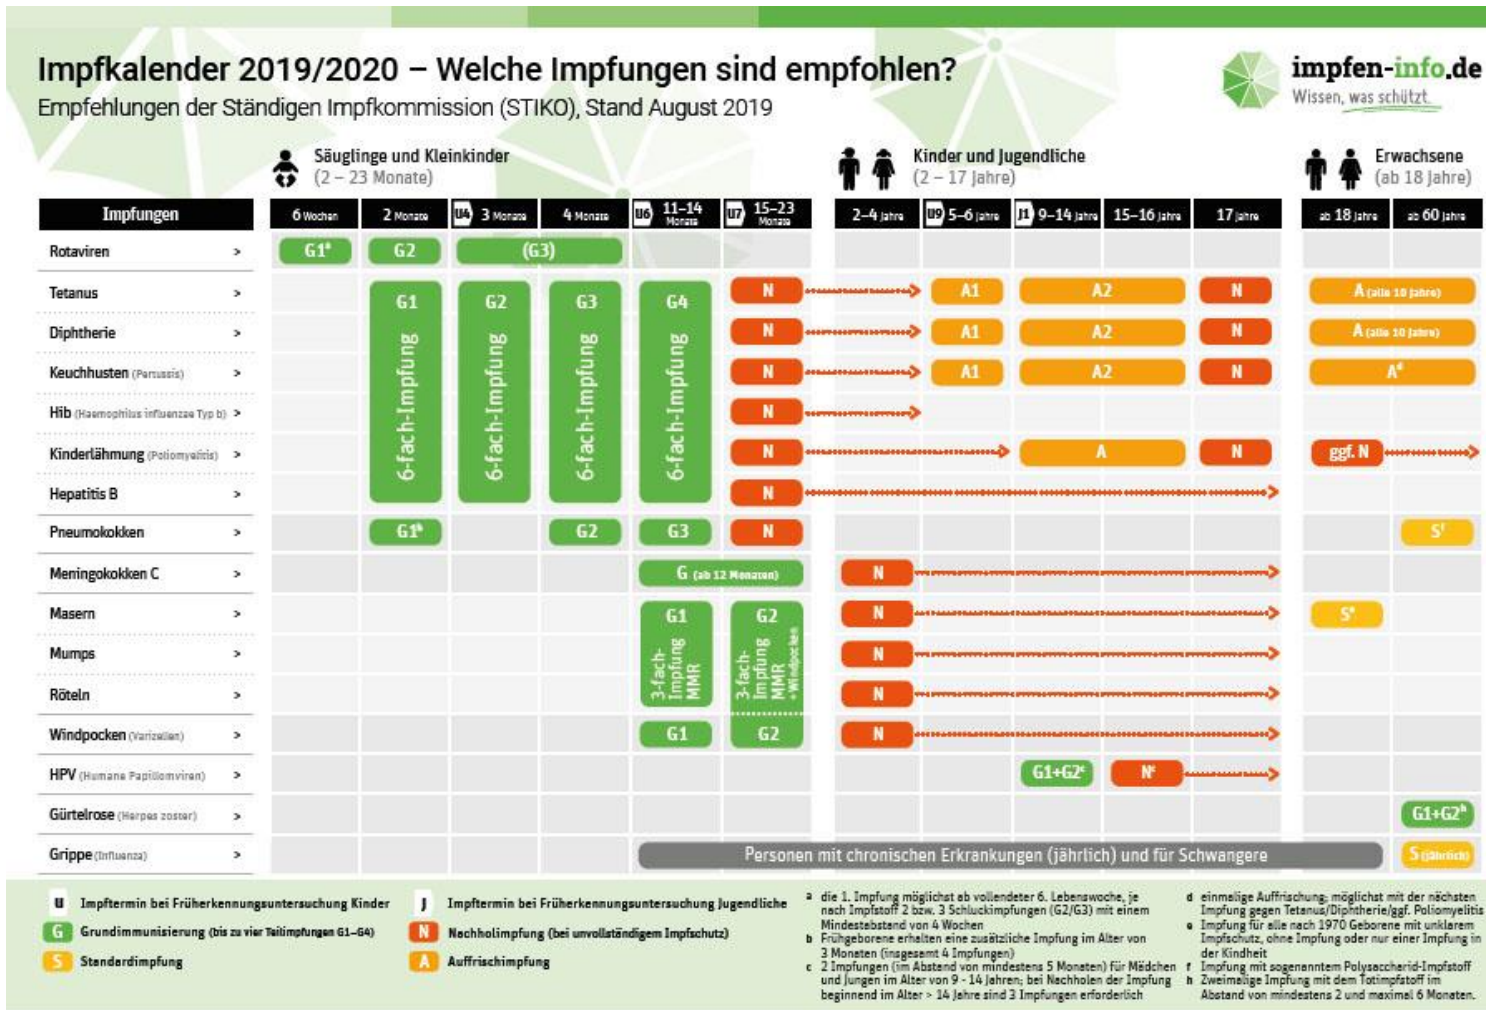 Impfkalender 2019/2020 – Welche Impfungen sind empfohlen?
Empfehlungen der Ständigen Impfkommission (STIKO), Stand August 2019
impfen-info.de
Wissen, was schützt.
Säuglinge und Kleinkinder
(2 – 23 Monate)
Kinder und Jugendliche
(2 – 17 Jahre)
Erwachsene
(ab 18 Jahre)
Impfungen 6 Wochen 2 Monate U4 3 Monate 4 Monate U6 11–14 Monate U7 15–23 Monate 2–4 Jahre U9 5–6 Jahre J1 9–14 Jahre 15–16 Jahre 17 Jahre ab 18 Jahre ab 60 Jahre
Rotaviren > G1a G2 (G3)
Tetanus > N A1 A2 N A (alle 10 Jahre)
G1 G2 G3 G4
6-fach-Impfung 6-fach-Impfung 6-fach-Impfung 6-fach-Impfung
Diphtherie > N A1 A2 N A (alle 10 Jahre)
Keuchhusten (Pertussis) > N A1 A2 N Ad
Hib (Haemophilus influenzae Typ b) > N
Kinderlähmung (Poliomyelitis) > N A N ggf. N
Hepatitis B > N
Pneumokokken > G1b G2 G3 N Sf
Meningokokken C > G (ab 12 Monaten) N
Masern > G1 G2 N Se
3-fach-Impfung MMR
3-fach-Impfung MMR + Windpocken
Mumps > N
Röteln > N
Windpocken (Varizellen) > G1 G2 N
HPV (Humane Papillomviren) > G1+G2c Nc
Gürtelrose (Herpes zoster) > G1+G2h
Grippe (Influenza) > Personen mit chronischen Erkrankungen (jährlich) und für Schwangere S (jährlich)
U Impftermin bei Früherkennungsuntersuchung Kinder
G Grundimmunisierung (bis zu vier Teilimpfungen G1–G4)
S Standardimpfung
J Impftermin bei Früherkennungsuntersuchung Jugendliche
N Nachholimpfung (bei unvollständigem Impfschutz)
A Auffrischimpfung
a die 1. Impfung möglichst ab vollendeter 6. Lebenswoche, je
nach Impfstoff 2 bzw. 3 Schluckimpfungen (G2/G3) mit einem
Mindestabstand von 4 Wochen
b Frühgeborene erhalten eine zusätzliche Impfung im Alter von
3 Monaten (insgesamt 4 Impfungen)
c 2 Impfungen (im Abstand von mindestens 5 Monaten) für Mädchen
und Jungen im Alter von 9 - 14 Jahren; bei Nachholen der Impfung
beginnend im Alter > 14 Jahre sind 3 Impfungen erforderlich
d einmalige Auffrischung; möglichst mit der nächsten
Impfung gegen Tetanus/Diphtherie/ggf. Poliomyelitis
e Impfung für alle nach 1970 Geborene mit unklarem
Impfschutz, ohne Impfung oder nur einer Impfung in
der Kindheit
f Impfung mit sogenanntem Polysaccharid-Impfstoff
h Zweimalige Impfung mit dem Totimpfstoff im
Abstand von mindestens 2 und maximal 6 Monaten.